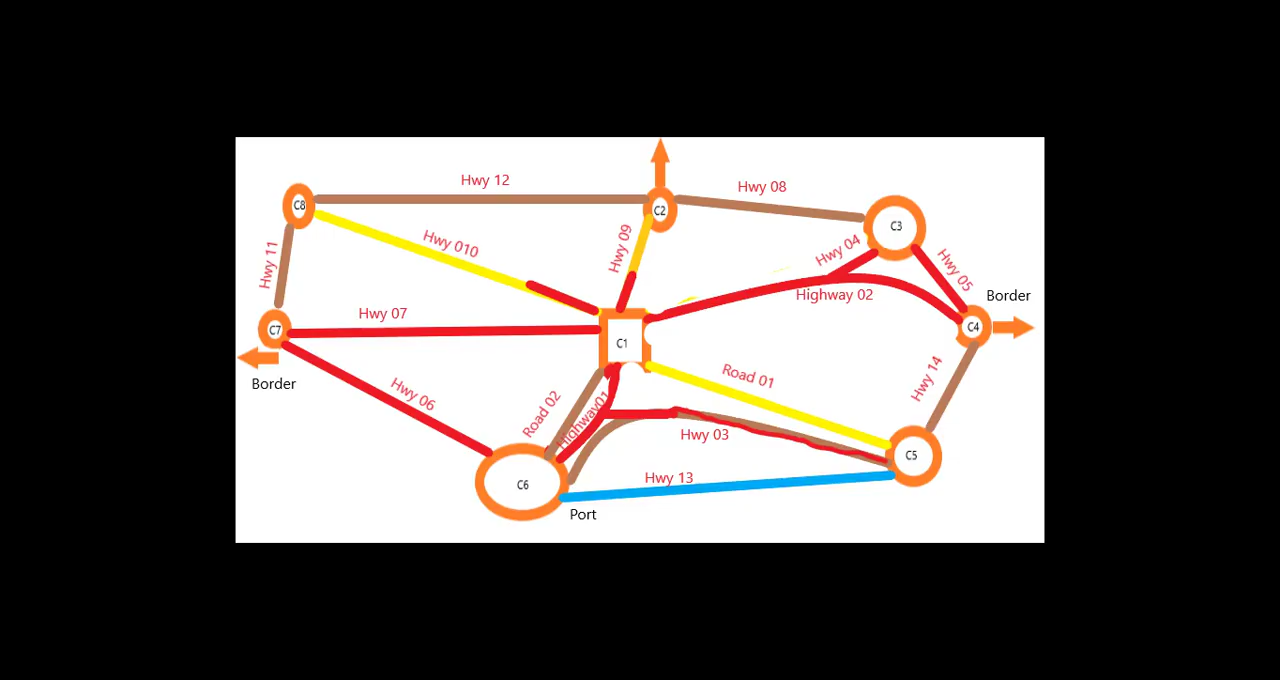 Hwy 12
Hwy 08
C8
C2
C3
Hwy 11
Hwy 010
Hwy 09
Hwy 04
Hwy 05
Highway 02
Border
Hwy 07
C7
C1
C4
Border
Hwy 06
Road 02
Highway01
Road 01
Hwy 14
Hwy 03
C5
C6
Hwy 13
Port